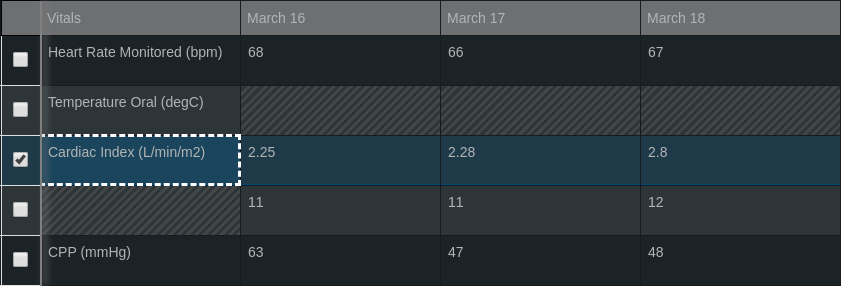 Vitals March 16 March 17 March 18
Heart Rate Monitored (bpm) 68 66 67
Temperature Oral (degC)
Cardiac Index (L/min/m2) 2.25 2.28 2.8
11 11 12
CPP (mmHg) 63 47 48